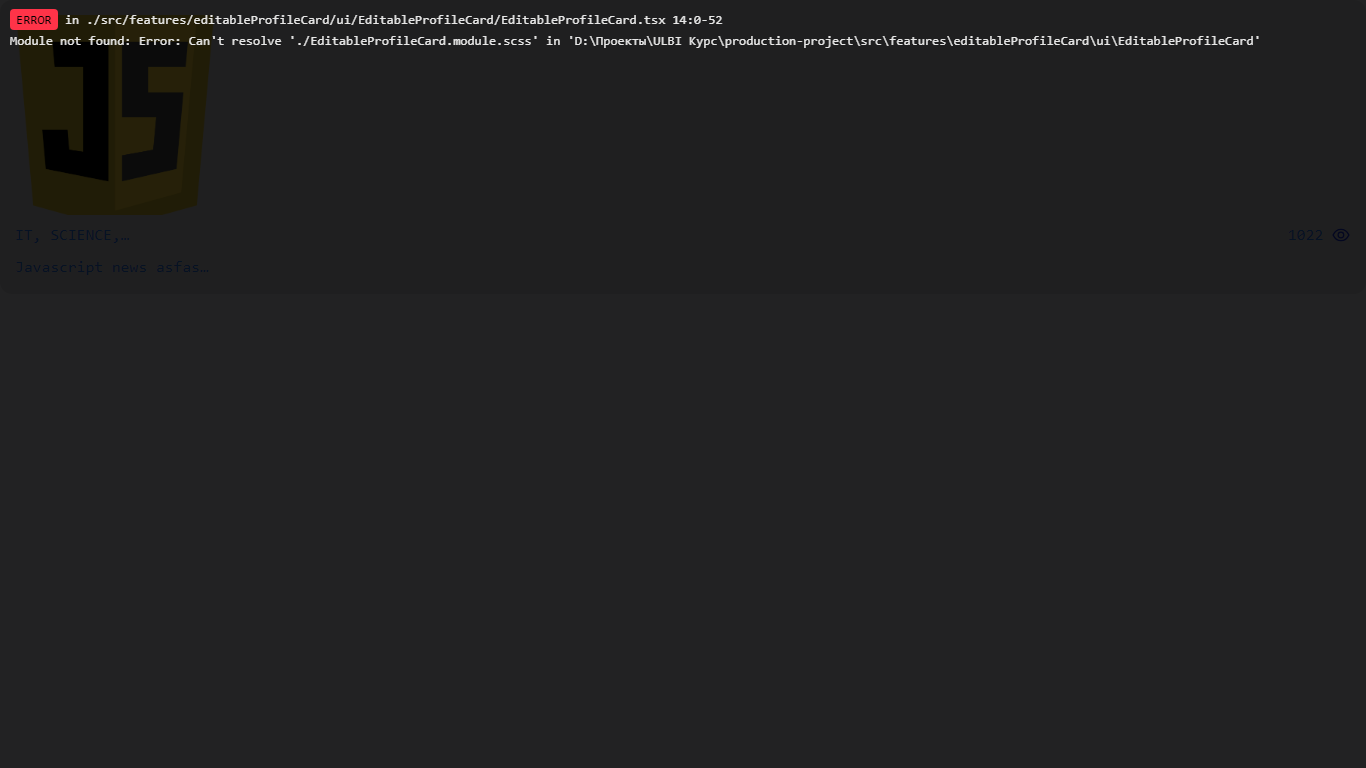 ERROR in ./src/features/editableProfileCard/ui/EditableProfileCard/EditableProfileCard.tsx 14:0-52
Module not found: Error: Can't resolve './EditableProfileCard.module.scss' in 'D:\Проекты\ULBI Курс\production-project\src\features\editableProfileCard\ui\EditableProfileCard'
JS
IT, SCIENCE,… 1022
Javascript news asfas…